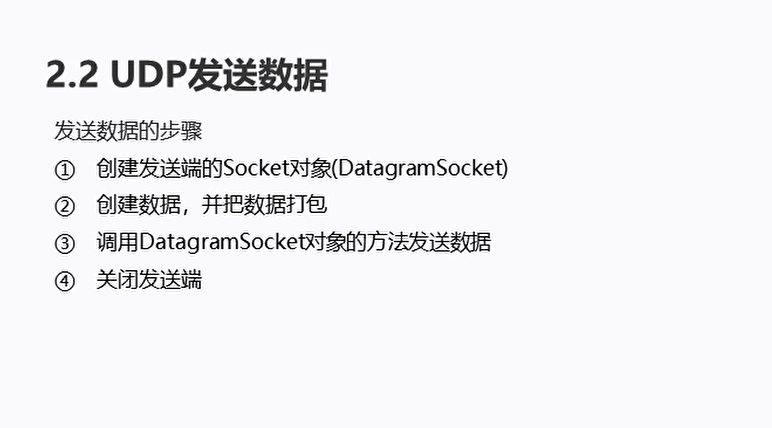 2.2 UDP发送数据
发送数据的步骤
① 创建发送端的Socket对象(DatagramSocket)
② 创建数据，并把数据打包
③ 调用DatagramSocket对象的方法发送数据
④ 关闭发送端